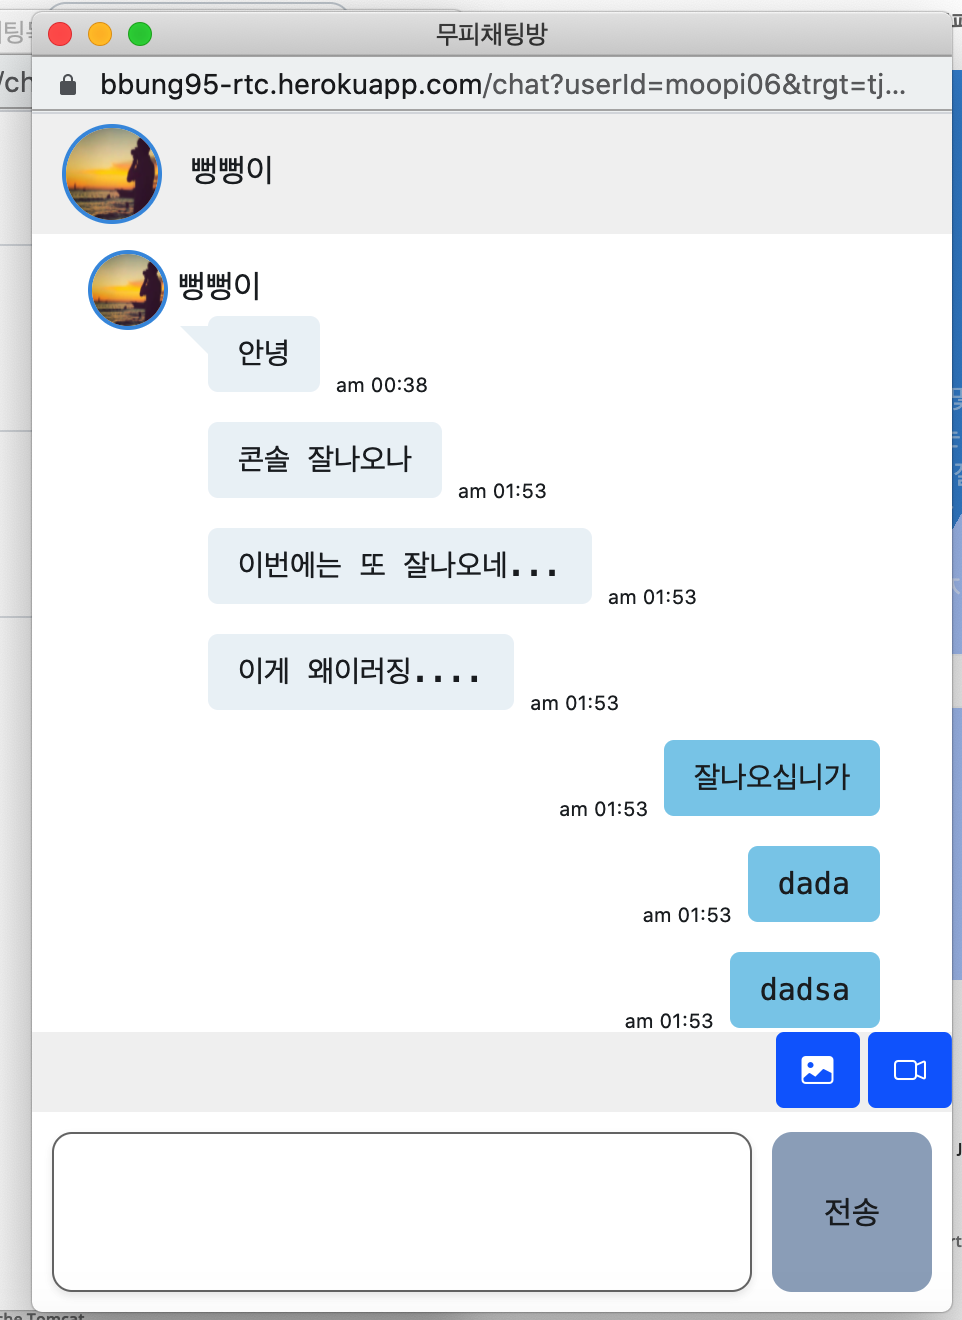 무피채팅방
bbung95-rtc.herokuapp.com/chat?userId=moopi06&trgt=tj...
뻥뻥이
뻥뻥이
안녕
am 00:38
콘솔 잘나오나
am 01:53
이번에는 또 잘나오네...
am 01:53
이게 왜이러징....
am 01:53
잘나오십니가
am 01:53
dada
am 01:53
dadsa
am 01:53
전송